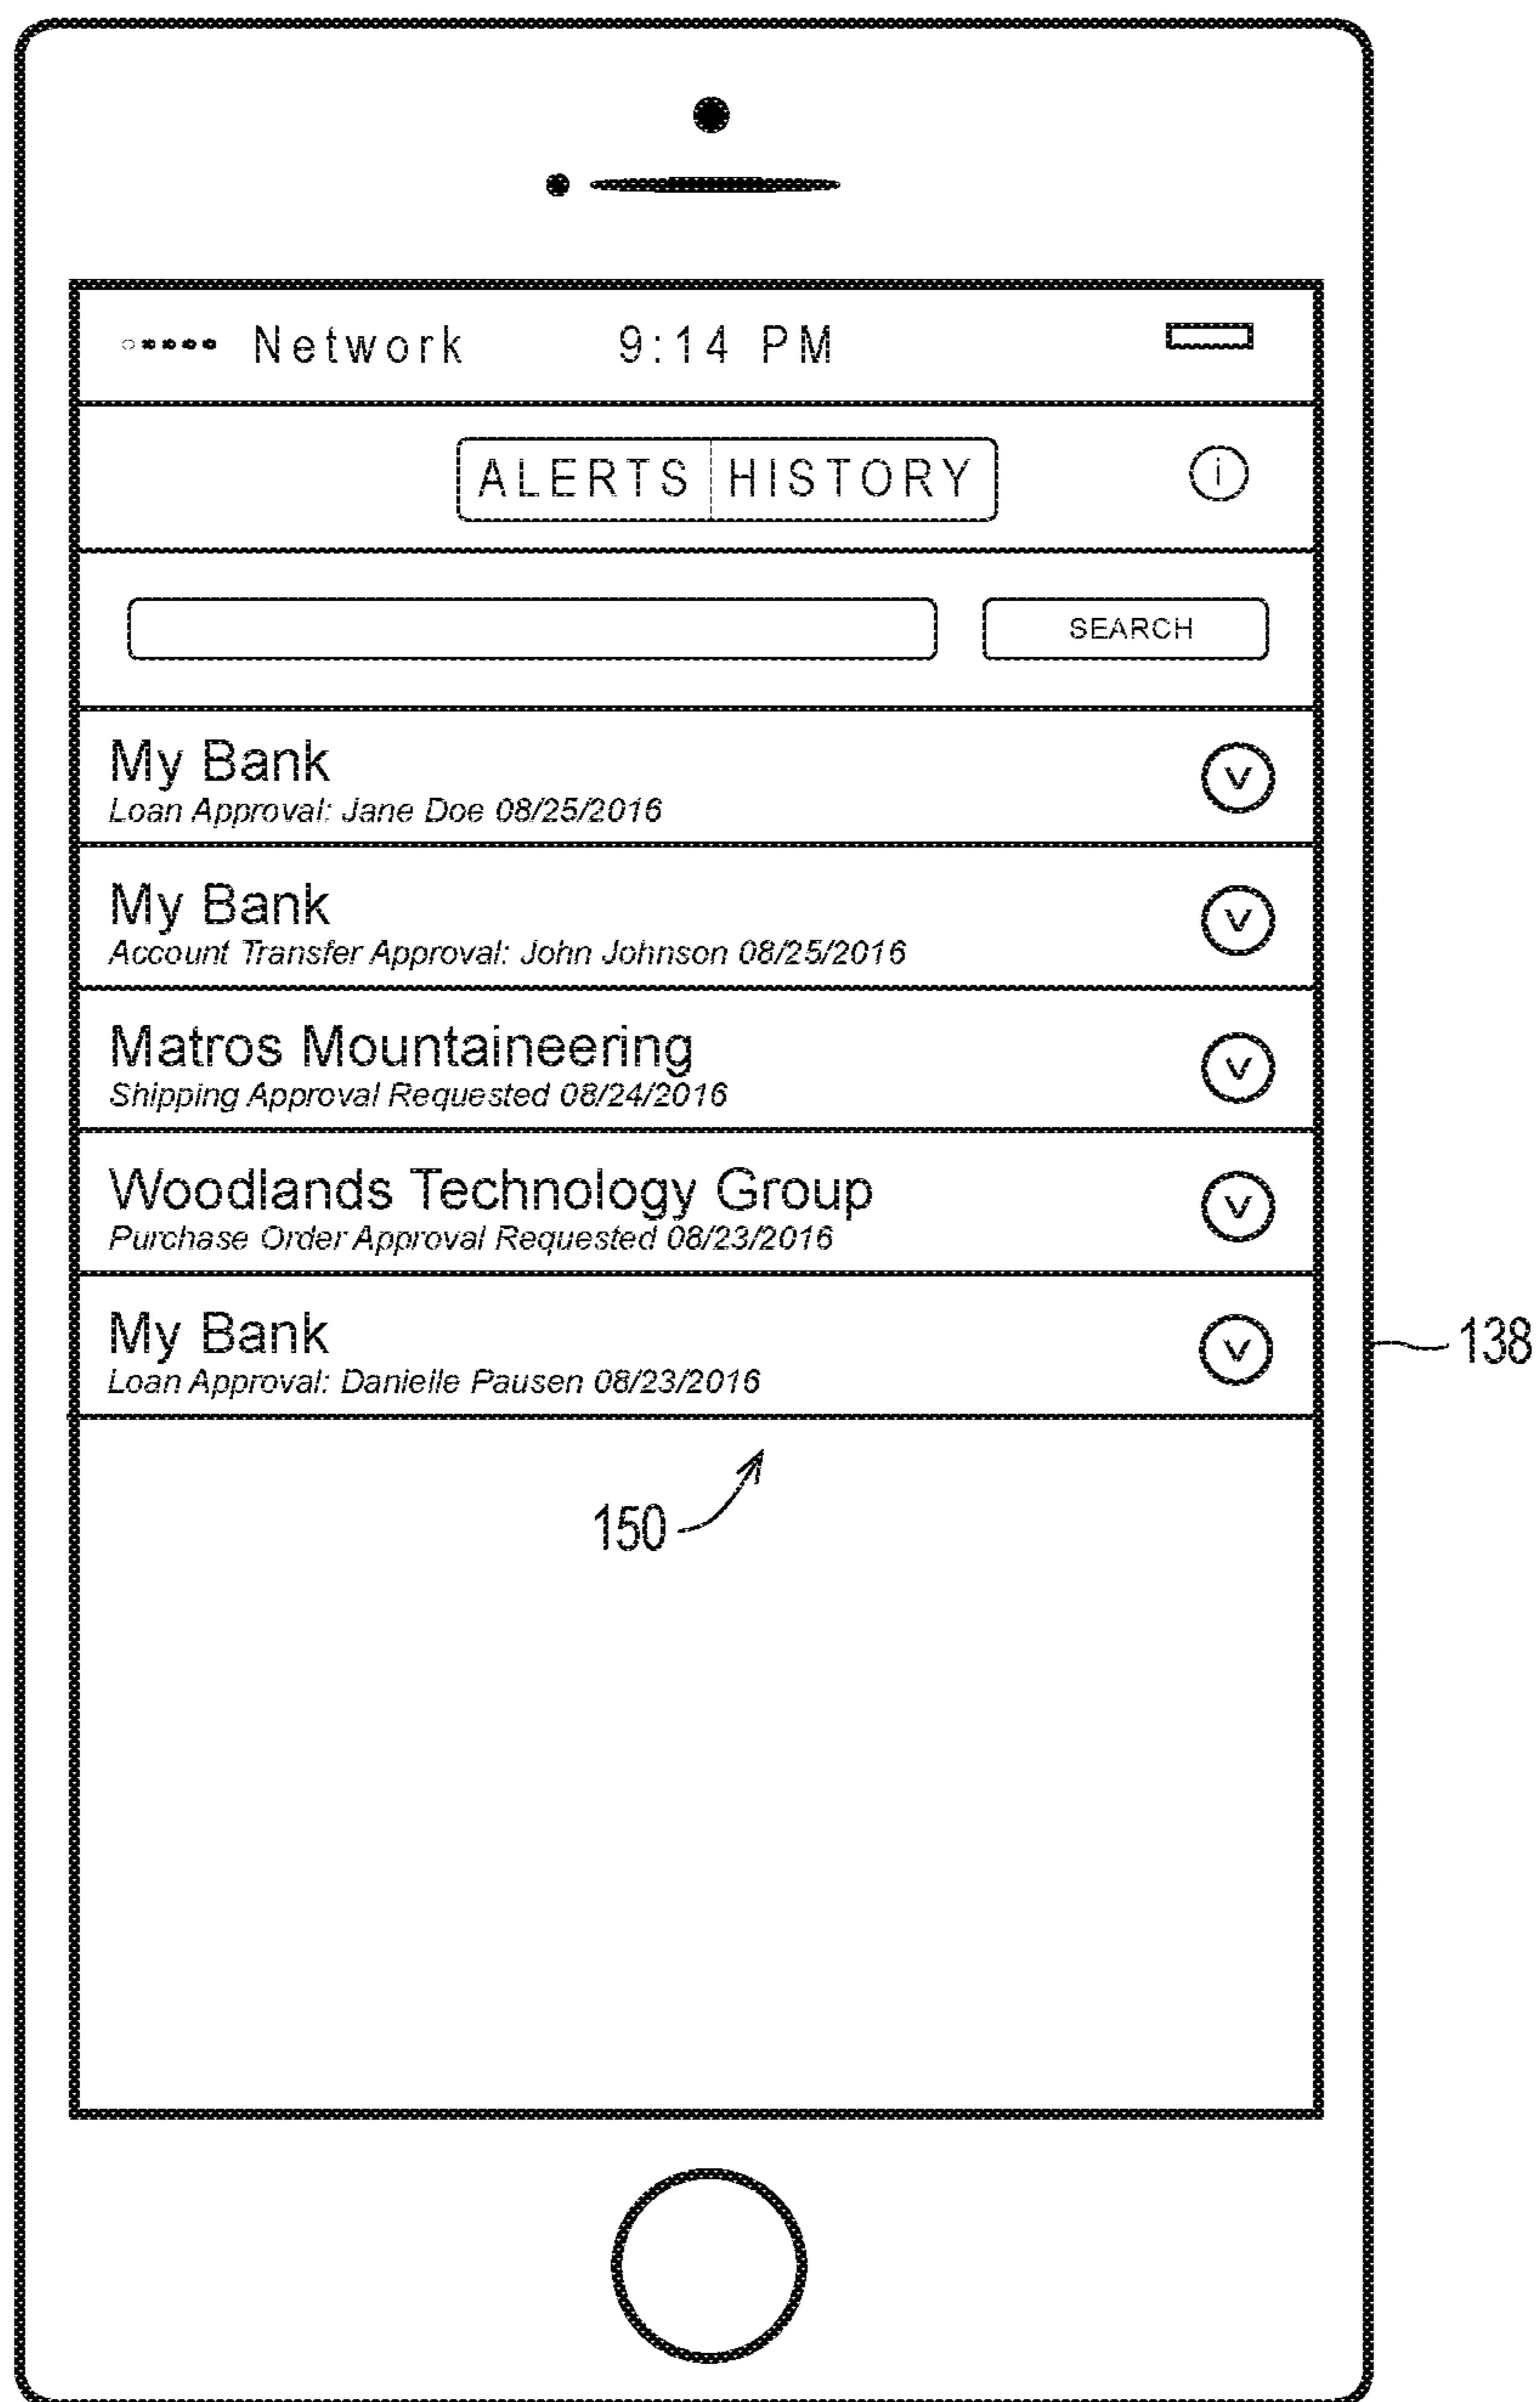 Network 9:14 PM
ALERTS HISTORY i
SEARCH
My Bank
Loan Approval: Jane Doe 08/25/2016
My Bank
Account Transfer Approval: John Johnson 08/25/2016
Matros Mountaineering
Shipping Approval Requested 08/24/2016
Woodlands Technology Group
Purchase Order Approval Requested 08/23/2016
My Bank
Loan Approval: Danielle Pausen 08/23/2016
138
150